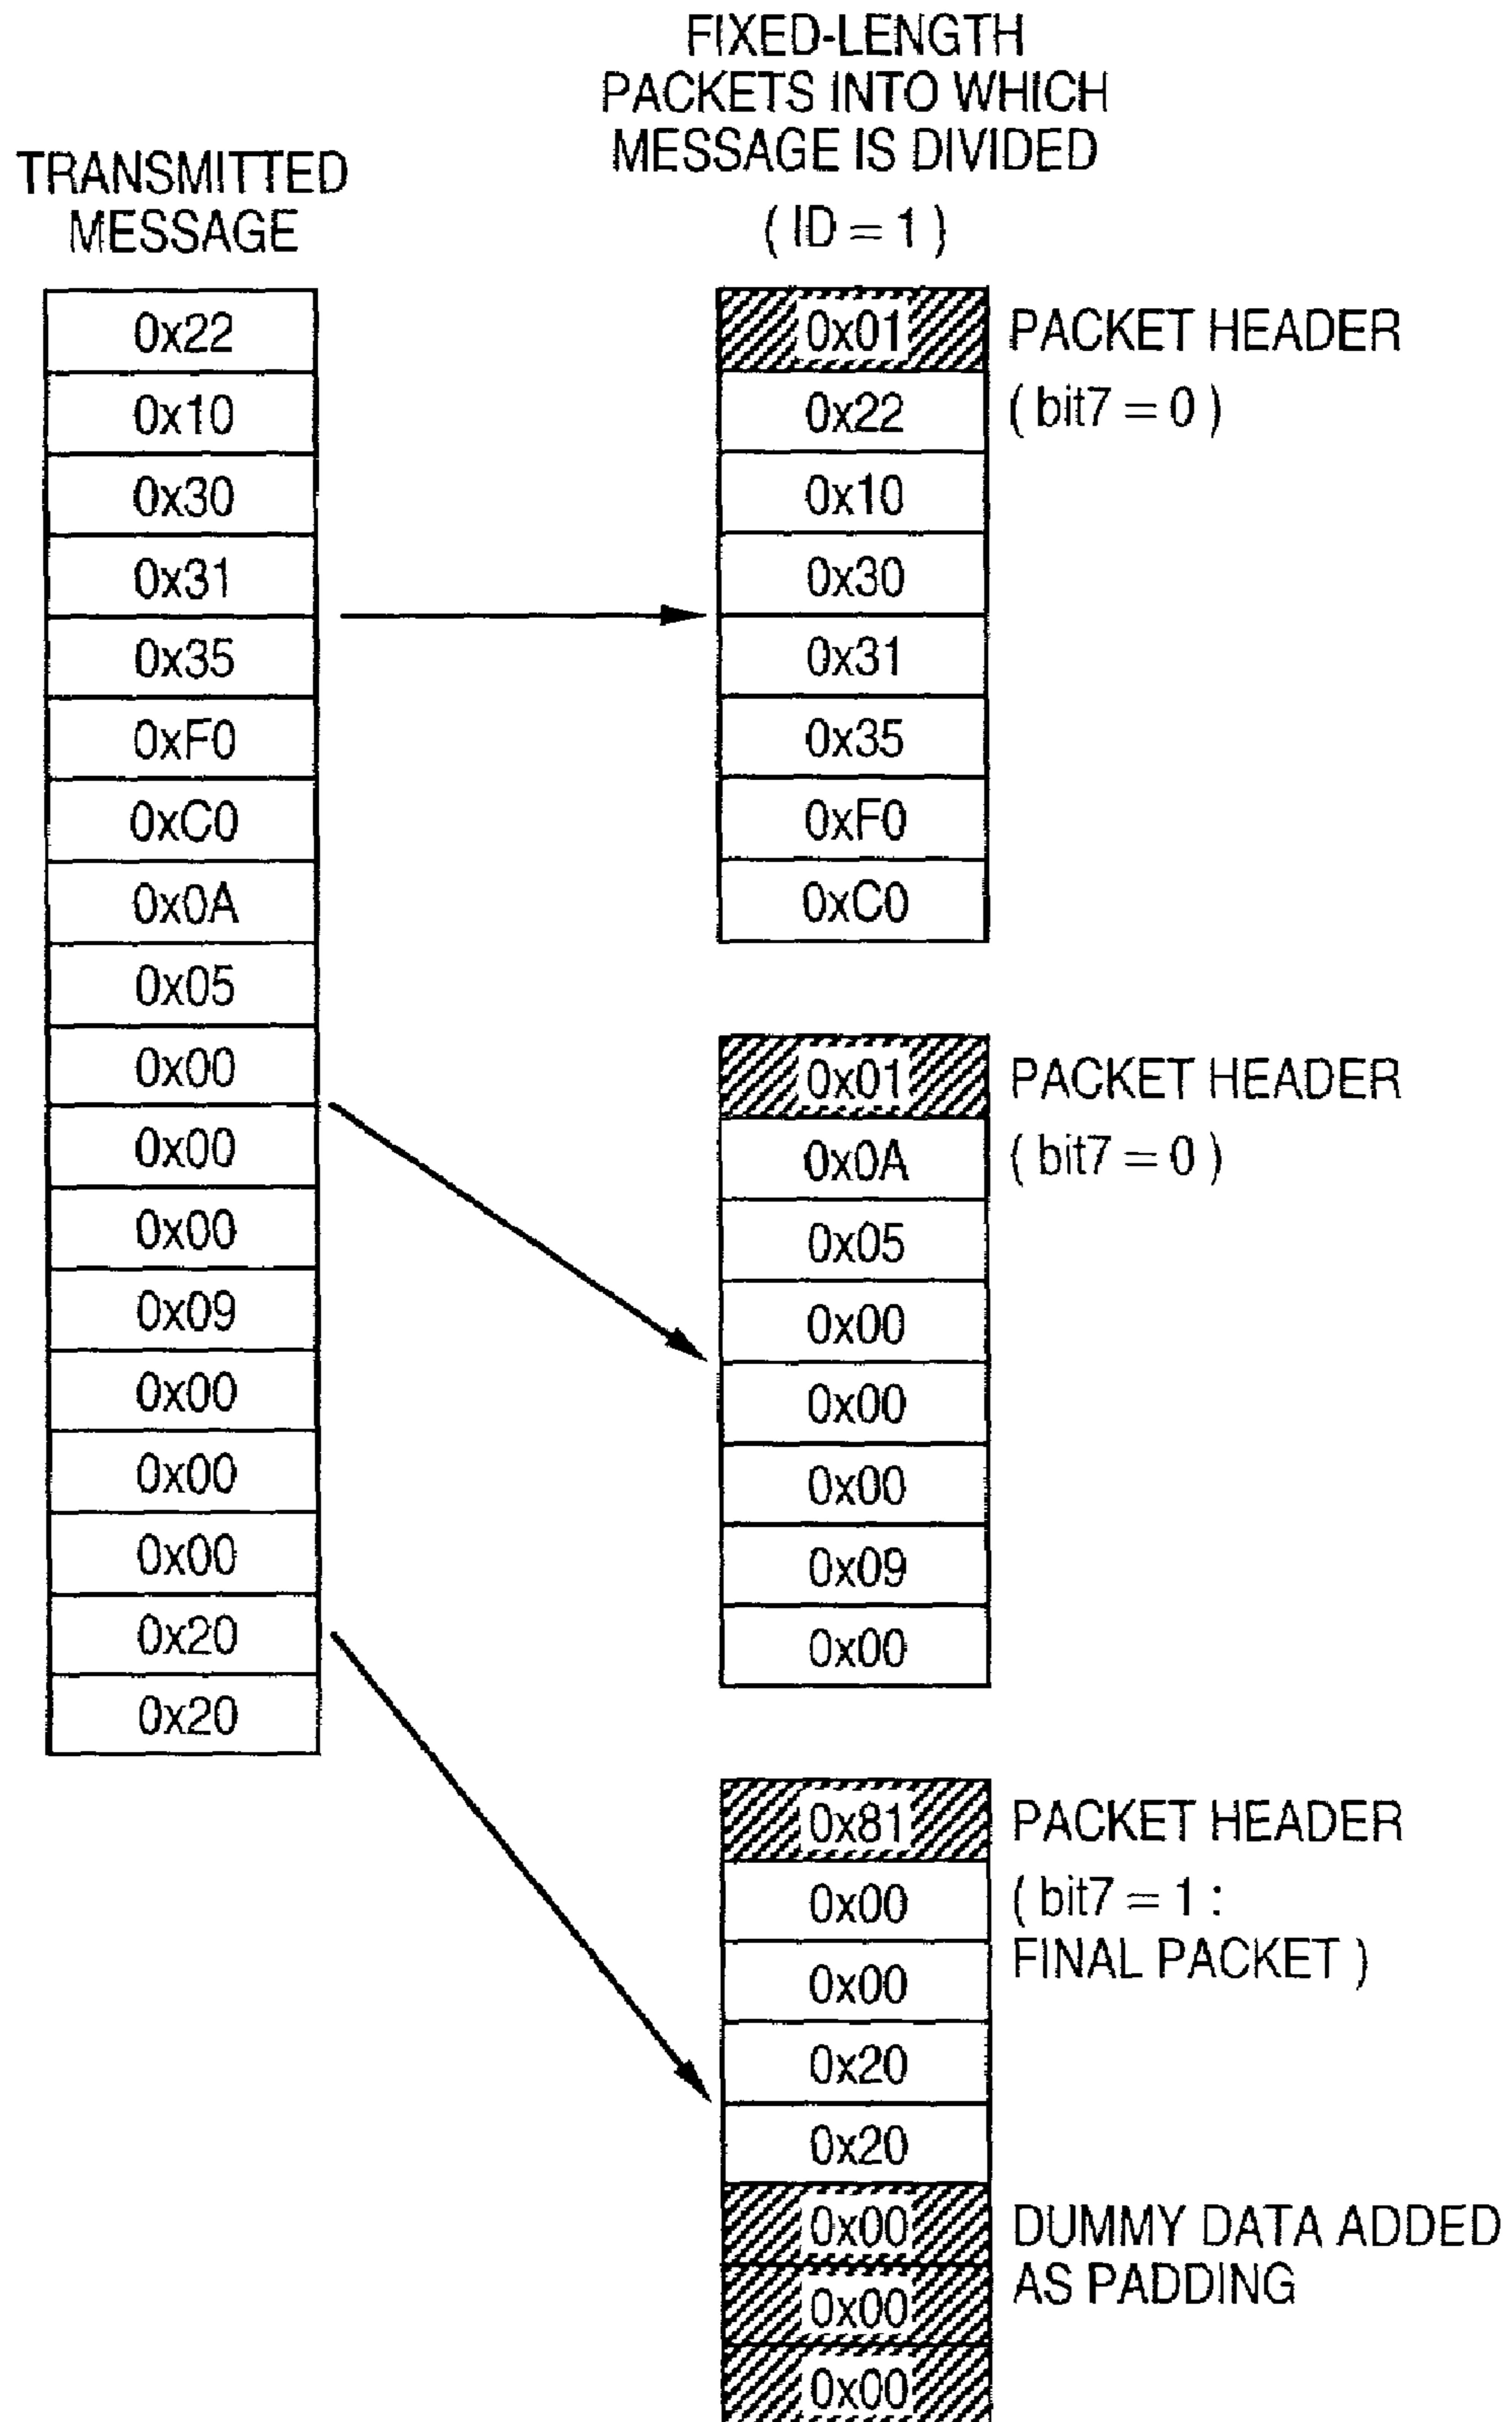 TRANSMITTED
MESSAGE
0x22
0x10
0x30
0x31
0x35
0xF0
0xC0
0x0A
0x05
0x00
0x00
0x00
0x09
0x00
0x00
0x00
0x20
0x20
FIXED-LENGTH
PACKETS INTO WHICH
MESSAGE IS DIVIDED
( ID = 1 )
0x01 PACKET HEADER
0x22 ( bit7 = 0 )
0x10
0x30
0x31
0x35
0xF0
0xC0
0x01 PACKET HEADER
0x0A ( bit7 = 0 )
0x05
0x00
0x00
0x00
0x09
0x00
0x81 PACKET HEADER
0x00 ( bit7 = 1 :
FINAL PACKET )
0x00
0x20
0x20
0x00 DUMMY DATA ADDED
AS PADDING
0x00
0x00